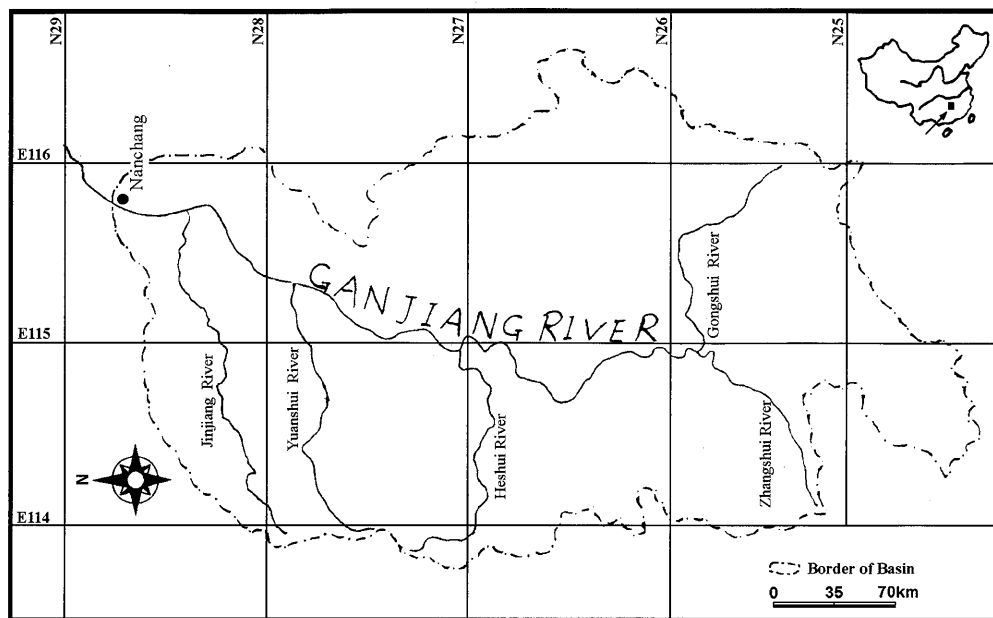 N29
N28
N27
N26
N25
E116
Nanchang
GANJIANG RIVER
Gongshui River
E115
Jinjiang River
Yuanshui River
Heshui River
Zhangshui River
N
E114
Border of Basin
0 35 70km